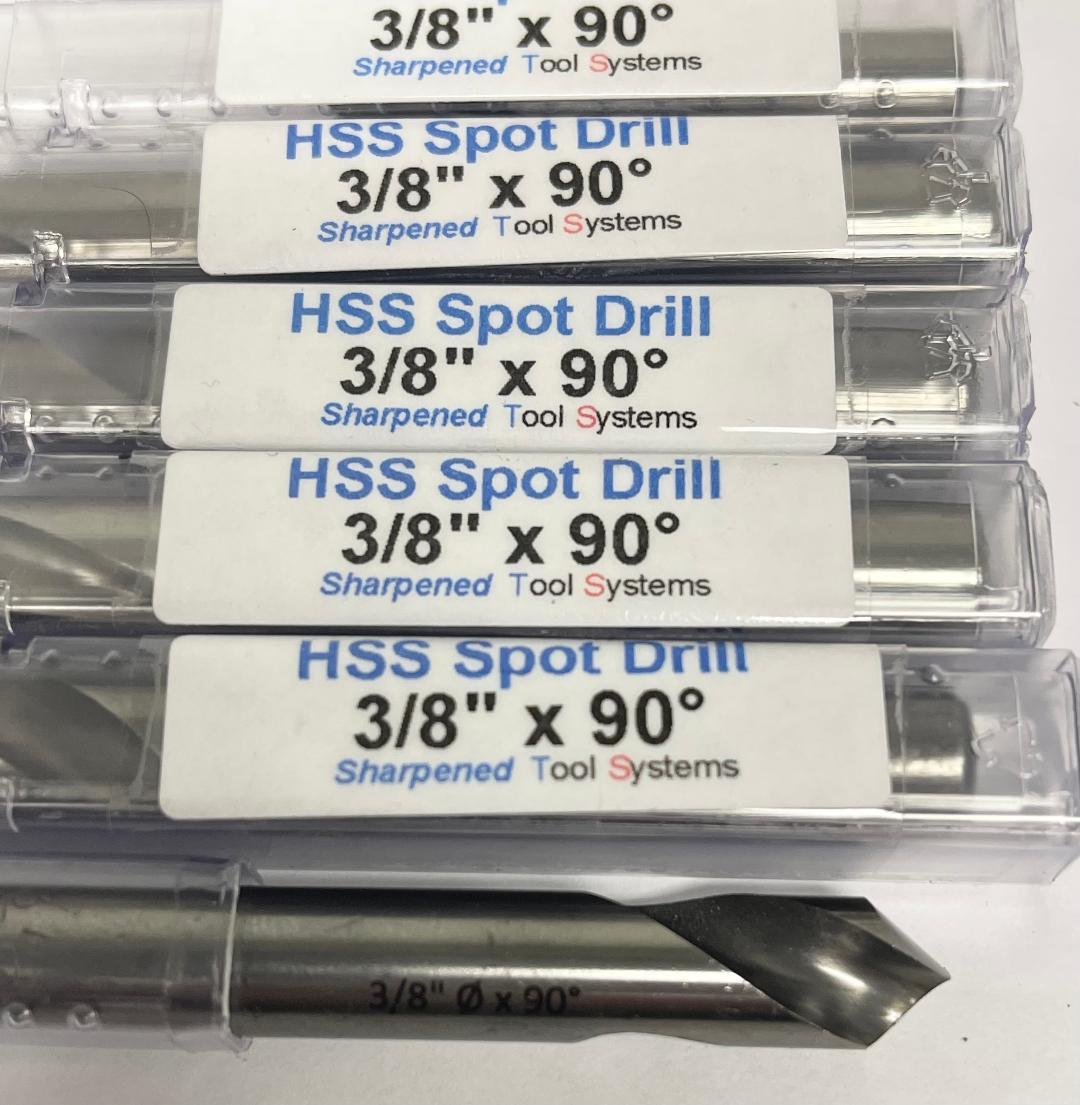 3/8" x 90°
Sharpened Tool Systems
HSS Spot Drill
3/8" x 90°
Sharpened Tool Systems
HSS Spot Drill
3/8" x 90°
Sharpened Tool Systems
HSS Spot Drill
3/8" x 90°
Sharpened Tool Systems
HSS Spot Drill
3/8" x 90°
Sharpened Tool Systems
3/8" Ø x 90°